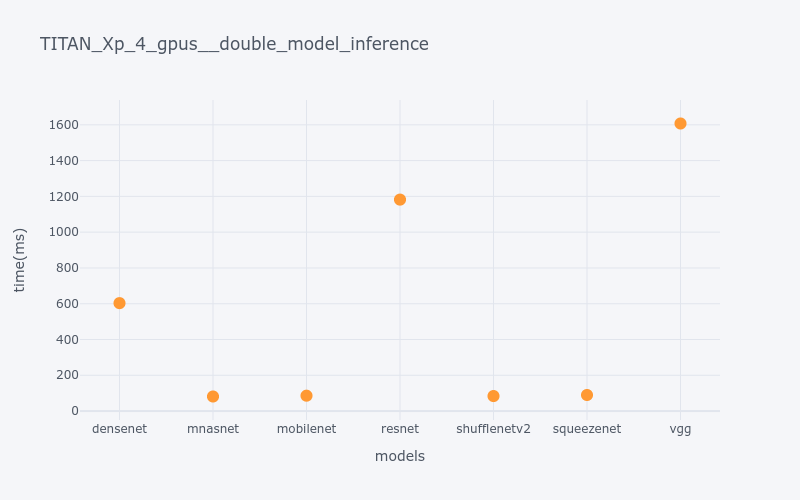 TITAN_Xp_4_gpus__double_model_inference
1600
1400
1200
1000
800
600
400
200
0
time(ms)
densenet mnasnet mobilenet resnet shufflenetv2 squeezenet vgg
models